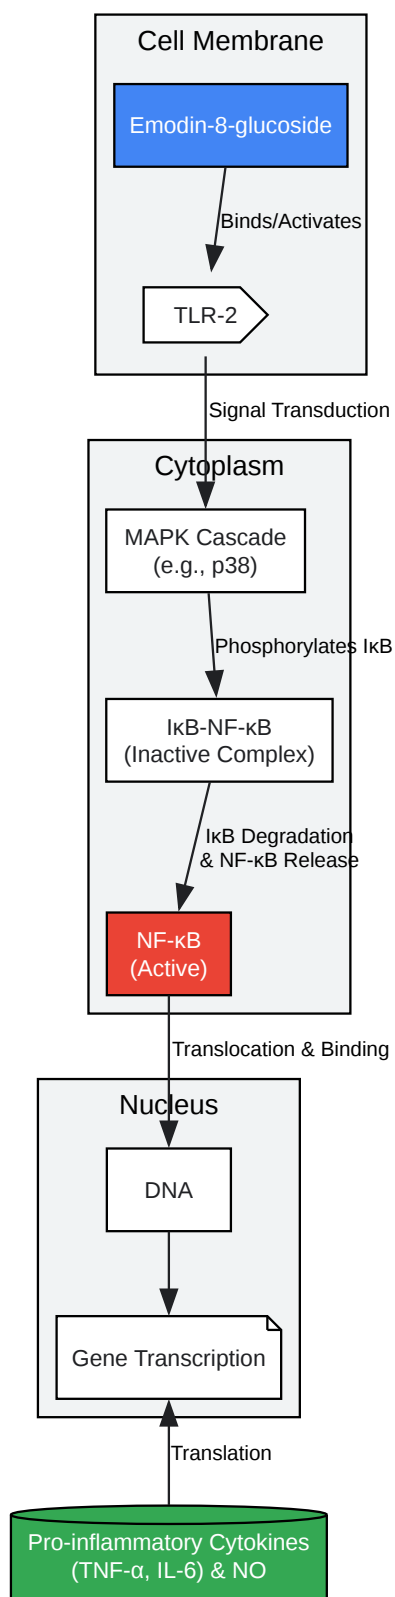 Cell Membrane
Emodin-8-glucoside
Binds/Activates
TLR-2
Signal Transduction
Cytoplasm
MAPK Cascade
(e.g., p38)
Phosphorylates IκB
IκB-NF-κB
(Inactive Complex)
IκB Degradation
& NF-κB Release
NF-κB
(Active)
Translocation & Binding
Nucleus
DNA
Gene Transcription
Translation
Pro-inflammatory Cytokines
(TNF-α, IL-6) & NO